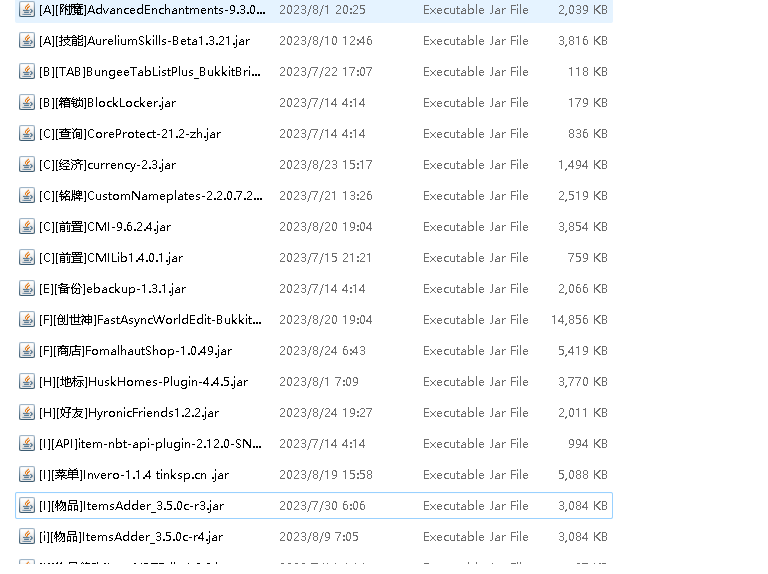 [A][附魔]AdvancedEnchantments-9.3.0... 2023/8/1 20:25 Executable Jar File 2,039 KB
[A][技能]AureliumSkills-Beta1.3.21.jar 2023/8/10 12:46 Executable Jar File 3,816 KB
[B][TAB]BungeeTabListPlus_BukkitBri... 2023/7/22 17:07 Executable Jar File 118 KB
[B][箱锁]BlockLocker.jar 2023/7/14 4:14 Executable Jar File 179 KB
[C][查询]CoreProtect-21.2-zh.jar 2023/7/14 4:14 Executable Jar File 836 KB
[C][经济]currency-2.3.jar 2023/8/23 15:17 Executable Jar File 1,494 KB
[C][铭牌]CustomNameplates-2.2.0.7.2... 2023/7/21 13:26 Executable Jar File 2,519 KB
[C][前置]CMI-9.6.2.4.jar 2023/8/20 19:04 Executable Jar File 3,854 KB
[C][前置]CMILib1.4.0.1.jar 2023/7/15 21:21 Executable Jar File 759 KB
[E][备份]ebackup-1.3.1.jar 2023/7/14 4:14 Executable Jar File 2,066 KB
[F][创世神]FastAsyncWorldEdit-Bukkit... 2023/8/20 19:04 Executable Jar File 14,856 KB
[F][商店]FomalhautShop-1.0.49.jar 2023/8/24 6:43 Executable Jar File 5,419 KB
[H][地标]HuskHomes-Plugin-4.4.5.jar 2023/8/1 7:09 Executable Jar File 3,770 KB
[H][好友]HyronicFriends1.2.2.jar 2023/8/24 19:27 Executable Jar File 2,011 KB
[I][API]item-nbt-api-plugin-2.12.0-SN... 2023/7/14 4:14 Executable Jar File 994 KB
[I][菜单]Invero-1.1.4 tinksp.cn .jar 2023/8/19 15:58 Executable Jar File 5,088 KB
[I][物品]ItemsAdder_3.5.0c-r3.jar 2023/7/30 6:06 Executable Jar File 3,084 KB
[i][物品]ItemsAdder_3.5.0c-r4.jar 2023/8/9 7:05 Executable Jar File 3,084 KB